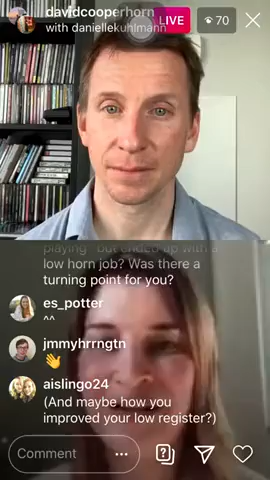 davidcooperhorn
with daniellekuhlmann
LIVE
70
playing" but ended up with a
low horn job? Was there a
turning point for you?
es_potter
^^
jmmyhrrngtn
👋
aislingo24
(And maybe how you
improved your low register?)
Comment